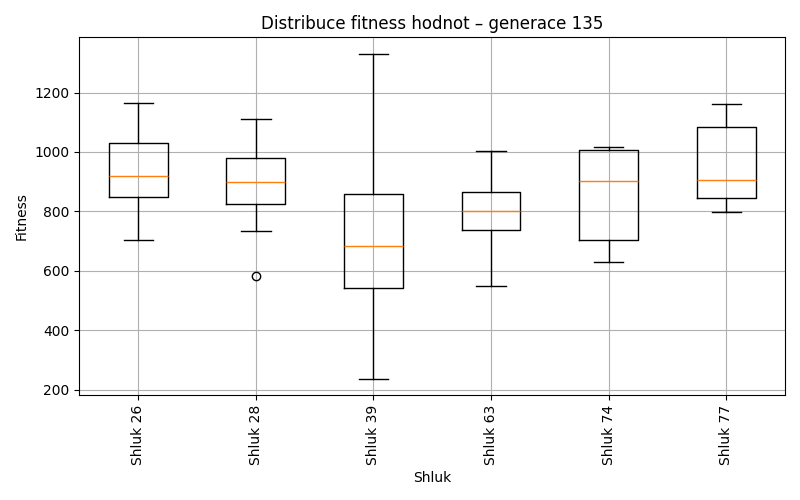 Distribuce fitness hodnot – generace 135
Fitness
1200
1000
800
600
400
200
Shluk 26
Shluk 28
Shluk 39
Shluk 63
Shluk 74
Shluk 77
Shluk